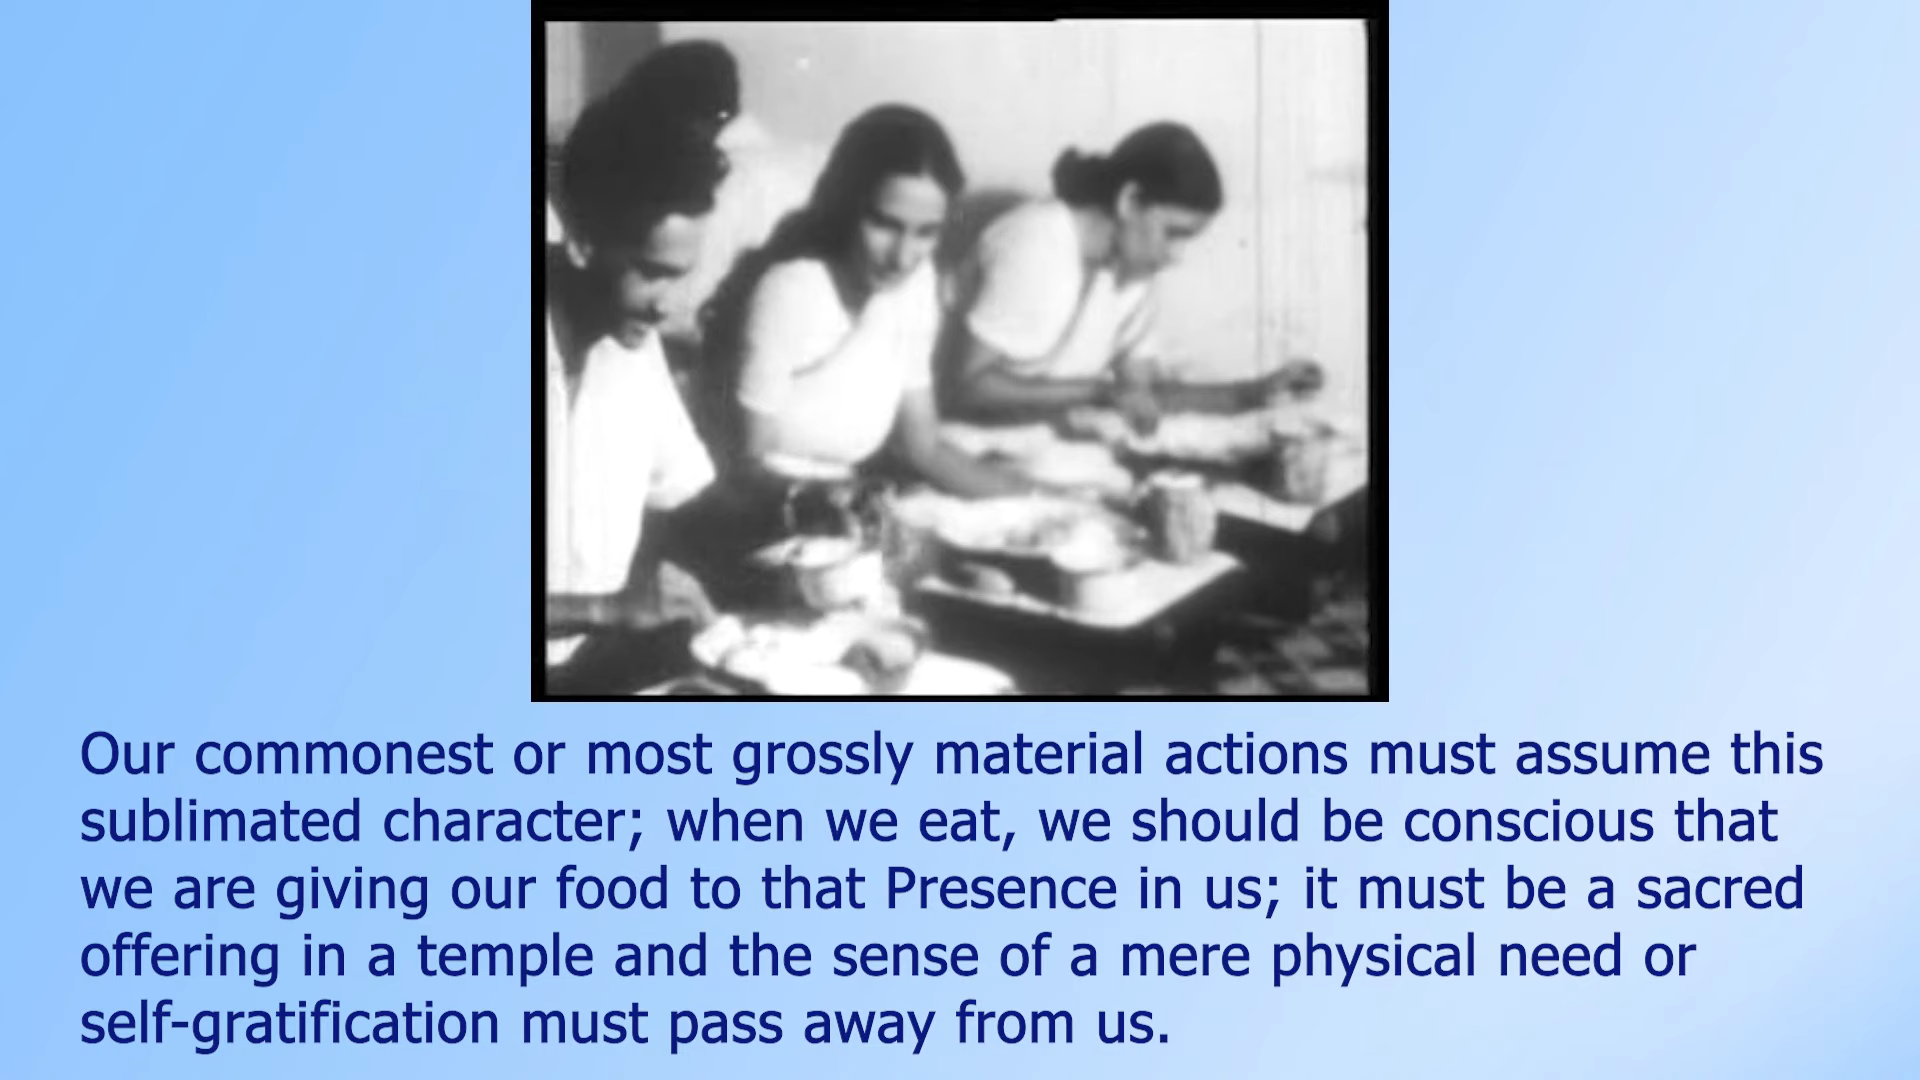 Our commonest or most grossly material actions must assume this
sublimated character; when we eat, we should be conscious that
we are giving our food to that Presence in us; it must be a sacred
offering in a temple and the sense of a mere physical need or
self-gratification must pass away from us.